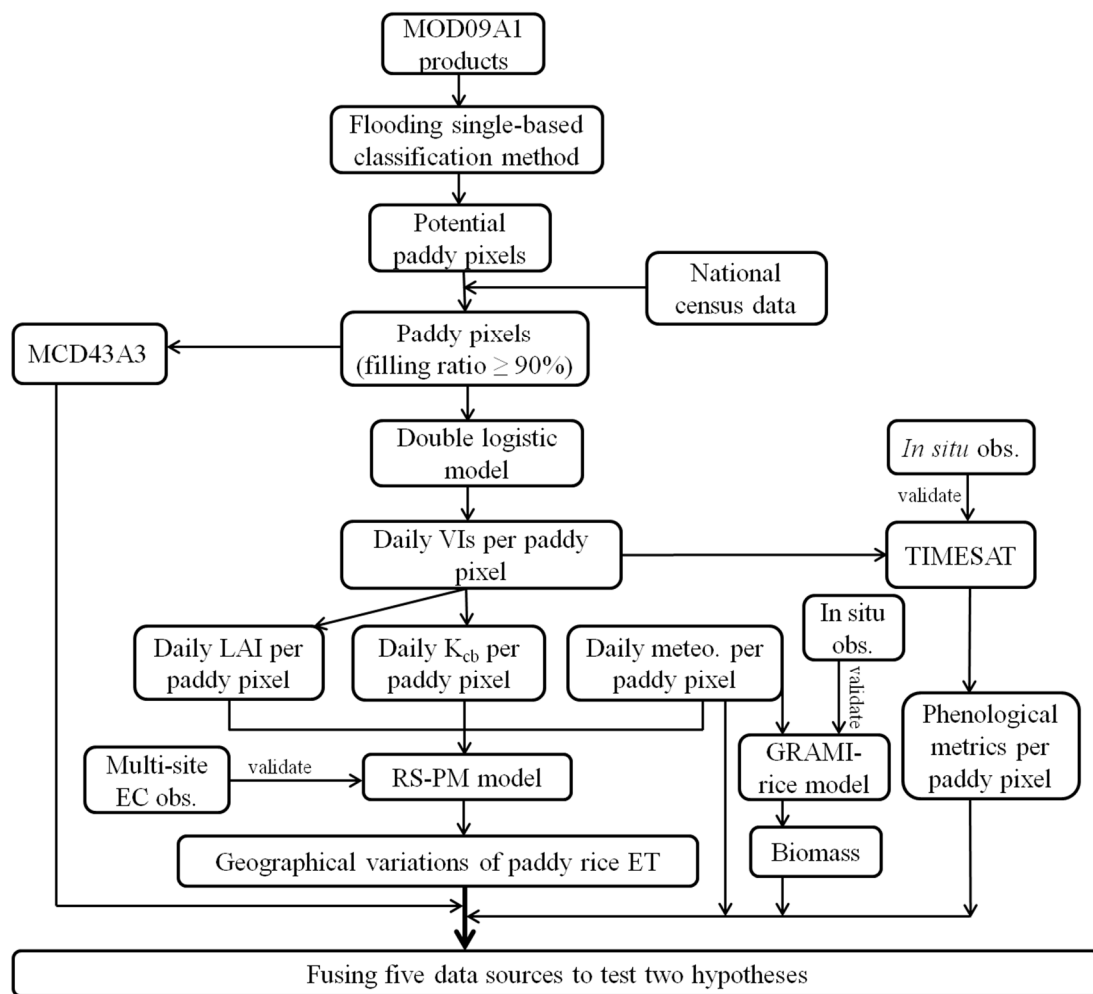 MOD09A1
products
Flooding single-based
classification method
Potential
paddy pixels
National
census data
MCD43A3
Paddy pixels
(filling ratio ≥ 90%)
Double logistic
model
In situ obs.
validate
Daily VIs per paddy
pixel
TIMESAT
Daily LAI per
paddy pixel
Daily Kcb per
paddy pixel
Daily meteo. per
paddy pixel
In situ
obs.
validate
Phenological
metrics per
paddy pixel
Multi-site
EC obs.
validate
RS-PM model
GRAMI-
rice model
Biomass
Geographical variations of paddy rice ET
Fusing five data sources to test two hypotheses